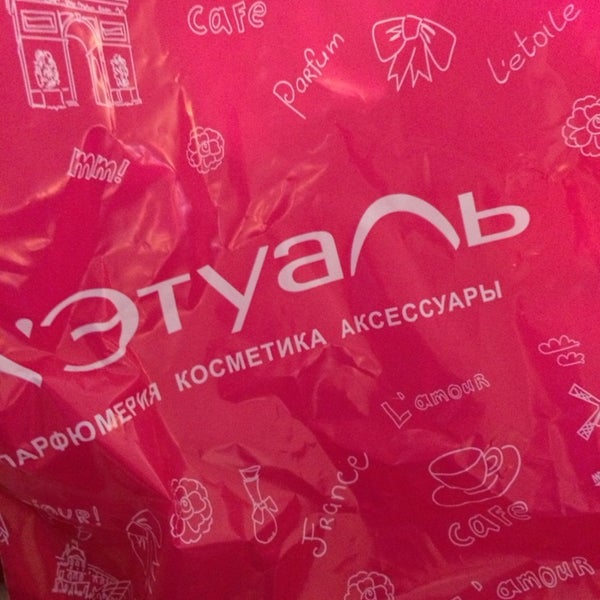 cafe
Parfum
L'etoile
mm!
Л'Этуаль
ПАРФЮМЕРИЯ КОСМЕТИКА АКСЕССУАРЫ
L'amour
France
cafe
L'amour